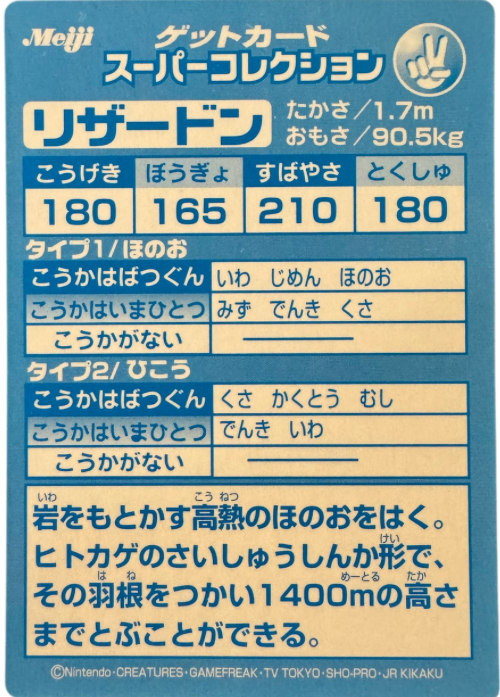 Meiji
ゲットカード
スーパーコレクション
リザードン
たかさ/1.7m
おもさ/90.5kg
こうげき ぼうぎょ すばやさ とくしゅ
180 165 210 180
タイプ1/ほのお
こうかはばつぐん いわ じめん ほのお
こうかはいまひとつ みず でんき くさ
こうかがない ―――
タイプ2/ひこう
こうかはばつぐん くさ かくとう むし
こうかはいまひとつ でんき いわ
こうかがない ―――
いわ こうねつ
岩をもとかす高熱のほのおをはく。
けい
ヒトカゲのさいしゅうしんか形で、
はね めーとる たか
その羽根をつかい1400mの高さ
までとぶことができる。
©Nintendo・CREATURES・GAMEFREAK・TV TOKYO・SHO-PRO・JR KIKAKU